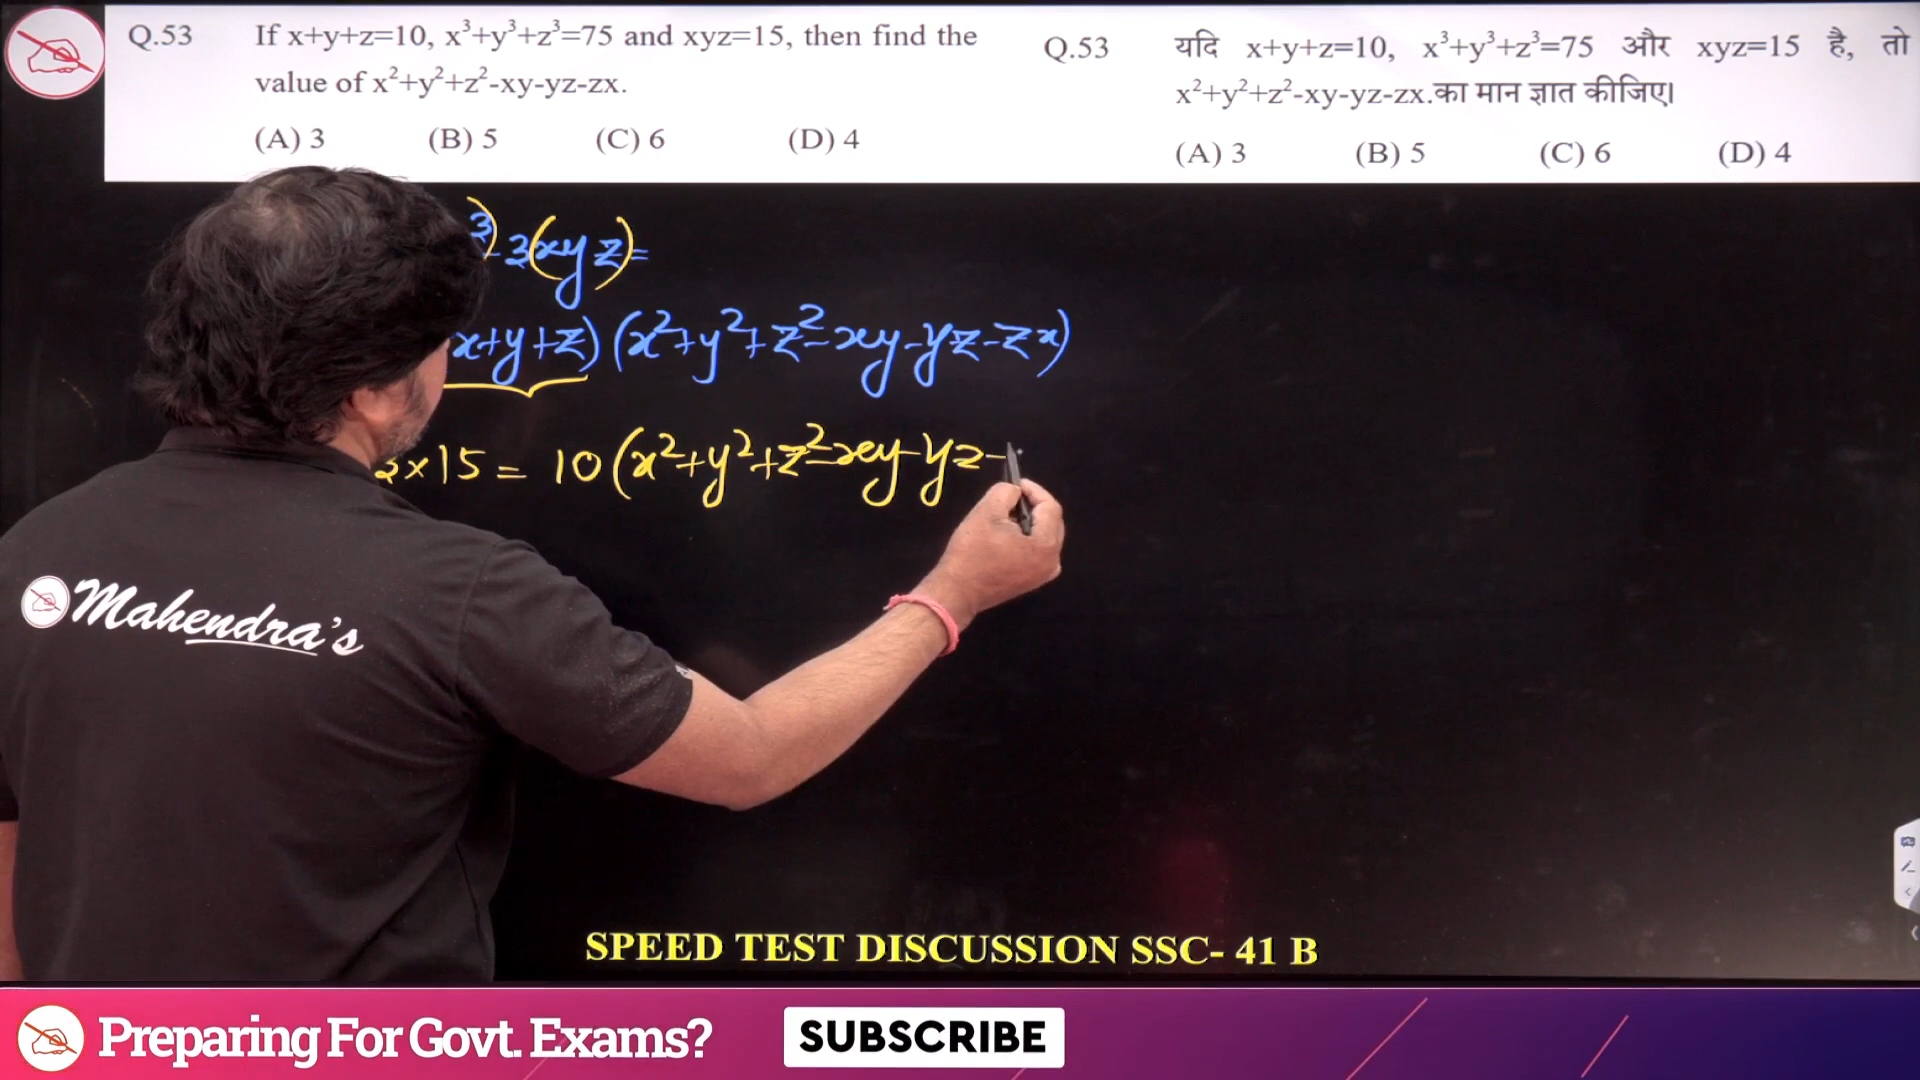 Q.53 If x+y+z=10, x³+y³+z³=75 and xyz=15, then find the
value of x²+y²+z²-xy-yz-zx.
(A) 3 (B) 5 (C) 6 (D) 4
Q.53 यदि x+y+z=10, x³+y³+z³=75 और xyz=15 है, तो
x²+y²+z²-xy-yz-zx.का मान ज्ञात कीजिए।
(A) 3 (B) 5 (C) 6 (D) 4
³)-3(xyz)=
x+y+z) (x²+y²+z²-xy-yz-zx)
3×15 = 10(x²+y²+z²-xy-yz-
Mahendra's
SPEED TEST DISCUSSION SSC- 41 B
Preparing For Govt. Exams?
SUBSCRIBE